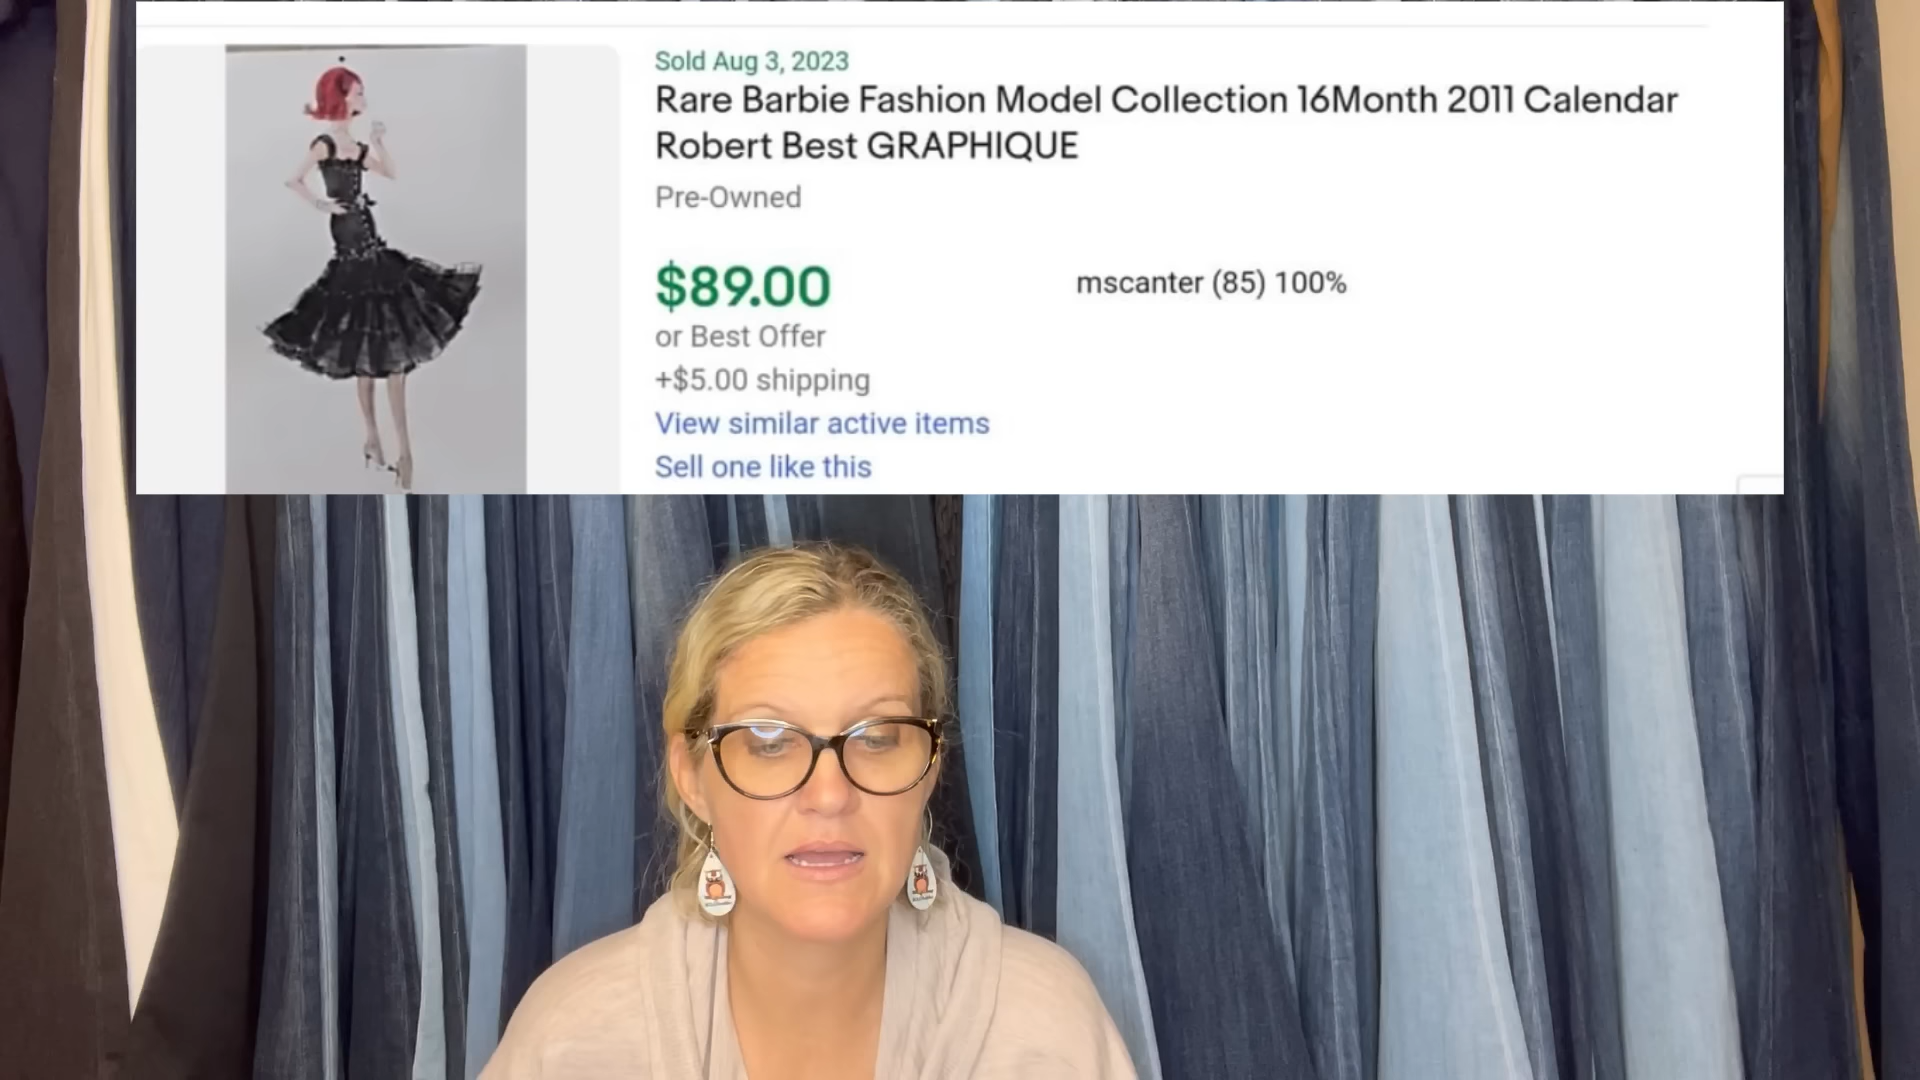 Sold Aug 3, 2023
Rare Barbie Fashion Model Collection 16Month 2011 Calendar
Robert Best GRAPHIQUE
Pre-Owned
$89.00
mscanter (85) 100%
or Best Offer
+$5.00 shipping
View similar active items
Sell one like this